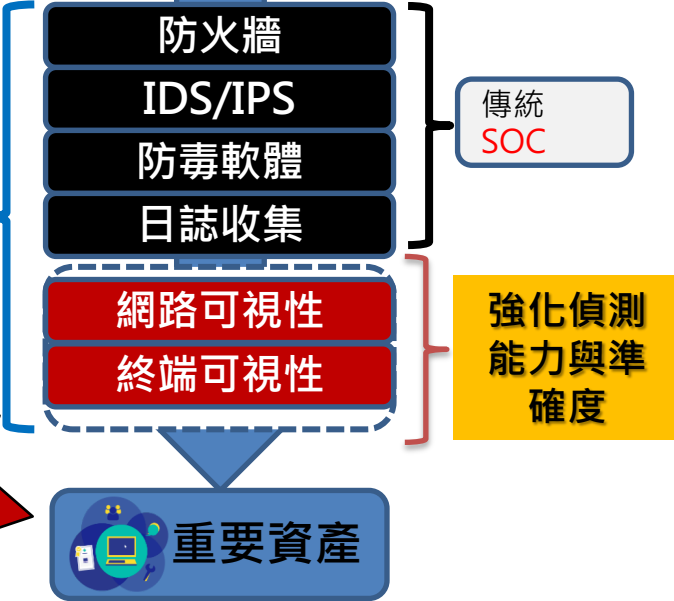 防火牆
IDS/IPS
防毒軟體
日誌收集
傳統
SOC
網路可視性
終端可視性
強化偵測
能力與準
確度
重要資產